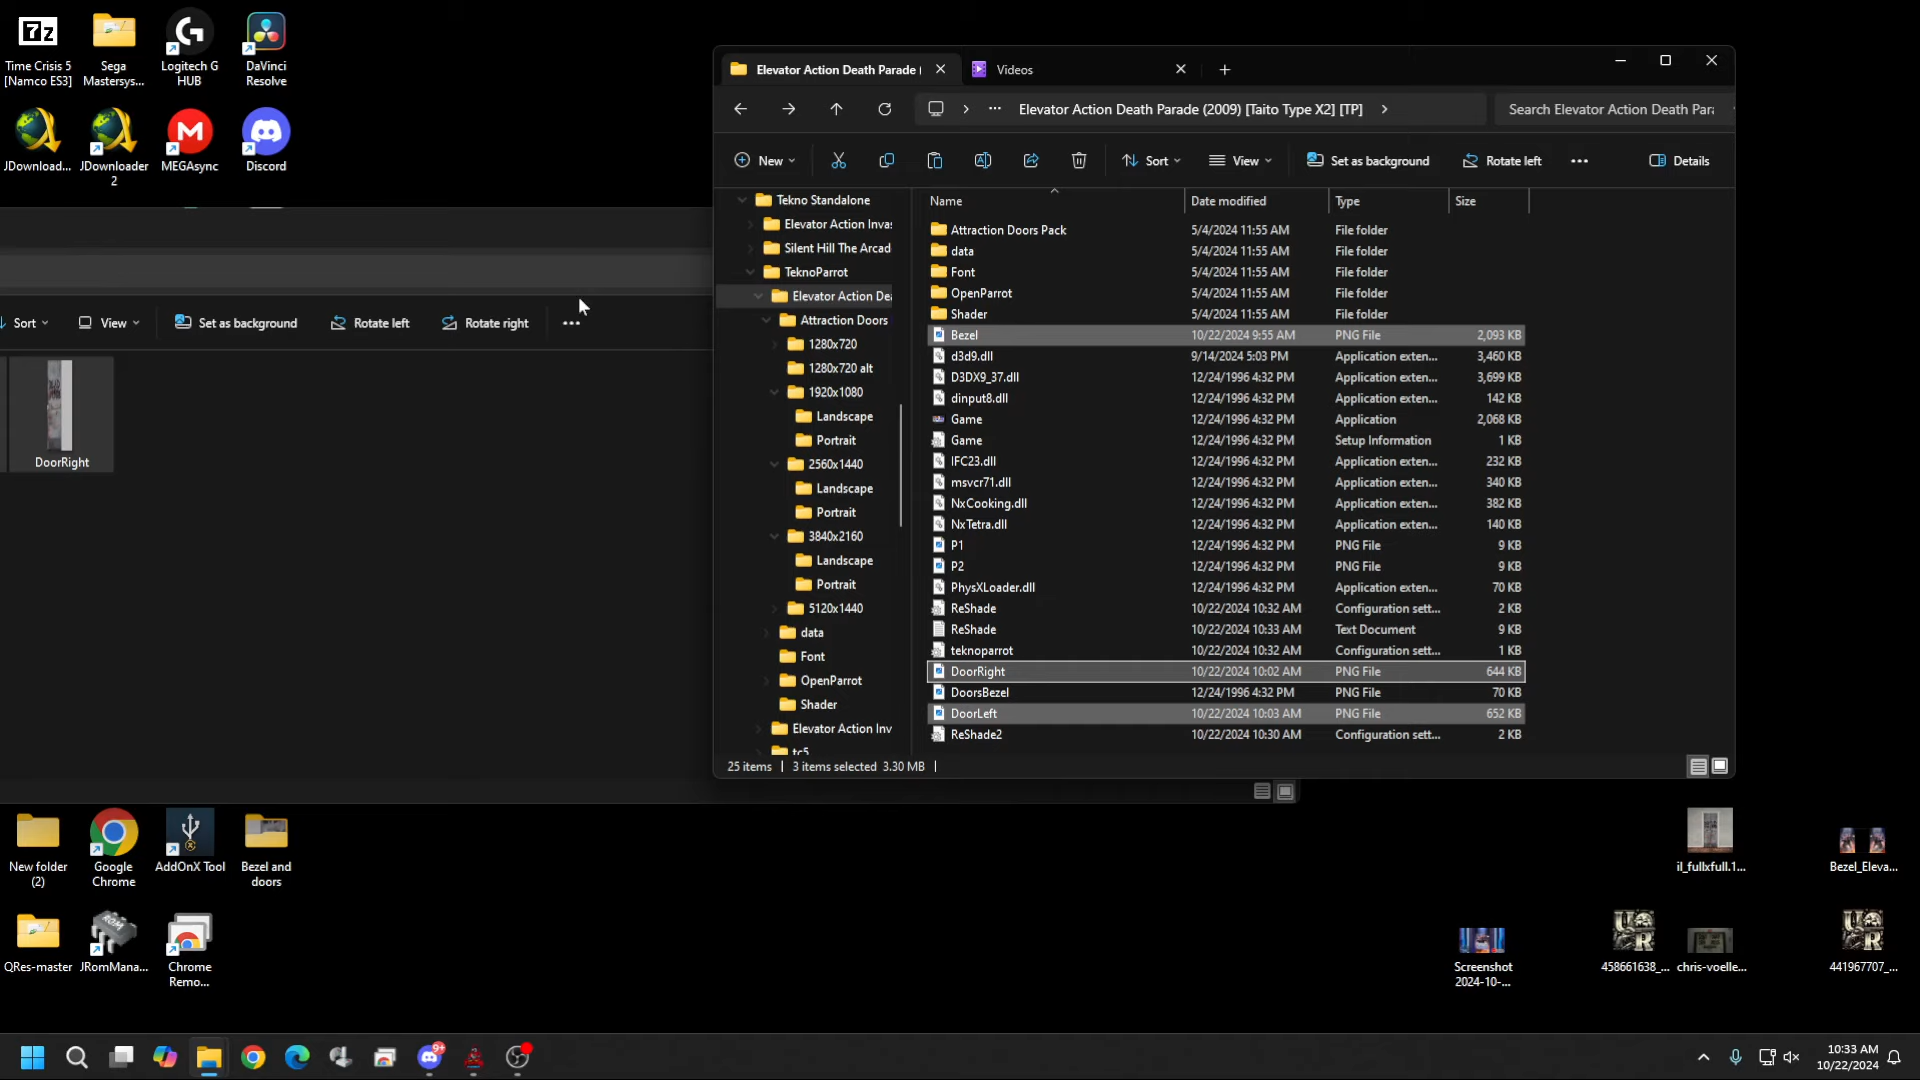 Time Crisis 5
[Namco ES3]
Sega
Mastersys...
Logitech G
HUB
DaVinci
Resolve
JDownload...
JDownloader
2
MEGAsync
Discord
Sort
View
Set as background
Rotate left
Rotate right
DoorRight
Elevator Action Death Parade (
Videos
Elevator Action Death Parade (2009) [Taito Type X2] [TP]
Search Elevator Action Death Para
New
Sort
View
Set as background
Rotate left
Details
Tekno Standalone
Elevator Action Invas
Silent Hill The Arcad
TeknoParrot
Elevator Action Dea
Attraction Doors
1280x720
1280x720 alt
1920x1080
Landscape
Portrait
2560x1440
Landscape
Portrait
3840x2160
Landscape
Portrait
5120x1440
data
Font
OpenParrot
Shader
Elevator Action Inv
tc5
Name Date modified Type Size
Attraction Doors Pack 5/4/2024 11:55 AM File folder
data 5/4/2024 11:55 AM File folder
Font 5/4/2024 11:55 AM File folder
OpenParrot 5/4/2024 11:55 AM File folder
Shader 5/4/2024 11:55 AM File folder
Bezel 10/22/2024 9:55 AM PNG File 2,093 KB
d3d9.dll 9/14/2024 5:03 PM Application exten... 3,460 KB
D3DX9_37.dll 12/24/1996 4:32 PM Application exten... 3,699 KB
dinput8.dll 12/24/1996 4:32 PM Application exten... 142 KB
Game 12/24/1996 4:32 PM Application 2,068 KB
Game 12/24/1996 4:32 PM Setup Information 1 KB
IFC23.dll 12/24/1996 4:32 PM Application exten... 232 KB
msvcr71.dll 12/24/1996 4:32 PM Application exten... 340 KB
NxCooking.dll 12/24/1996 4:32 PM Application exten... 382 KB
NxTetra.dll 12/24/1996 4:32 PM Application exten... 140 KB
P1 12/24/1996 4:32 PM PNG File 9 KB
P2 12/24/1996 4:32 PM PNG File 9 KB
PhysXLoader.dll 12/24/1996 4:32 PM Application exten... 70 KB
ReShade 10/22/2024 10:32 AM Configuration sett... 2 KB
ReShade 10/22/2024 10:33 AM Text Document 9 KB
teknoparrot 10/22/2024 10:32 AM Configuration sett... 1 KB
DoorRight 10/22/2024 10:02 AM PNG File 644 KB
DoorsBezel 12/24/1996 4:32 PM PNG File 70 KB
DoorLeft 10/22/2024 10:03 AM PNG File 652 KB
ReShade2 10/22/2024 10:30 AM Configuration sett... 2 KB
25 items 3 items selected 3.30 MB
New folder
(2)
Google
Chrome
AddOnX Tool
Bezel and
doors
QRes-master
JRomMana...
Chrome
Remo...
il_fullxfull.1...
Bezel_Eleva...
Screenshot
2024-10-...
458661638_...
chris-voelle...
441967707_...
9+
10:33 AM
10/22/2024